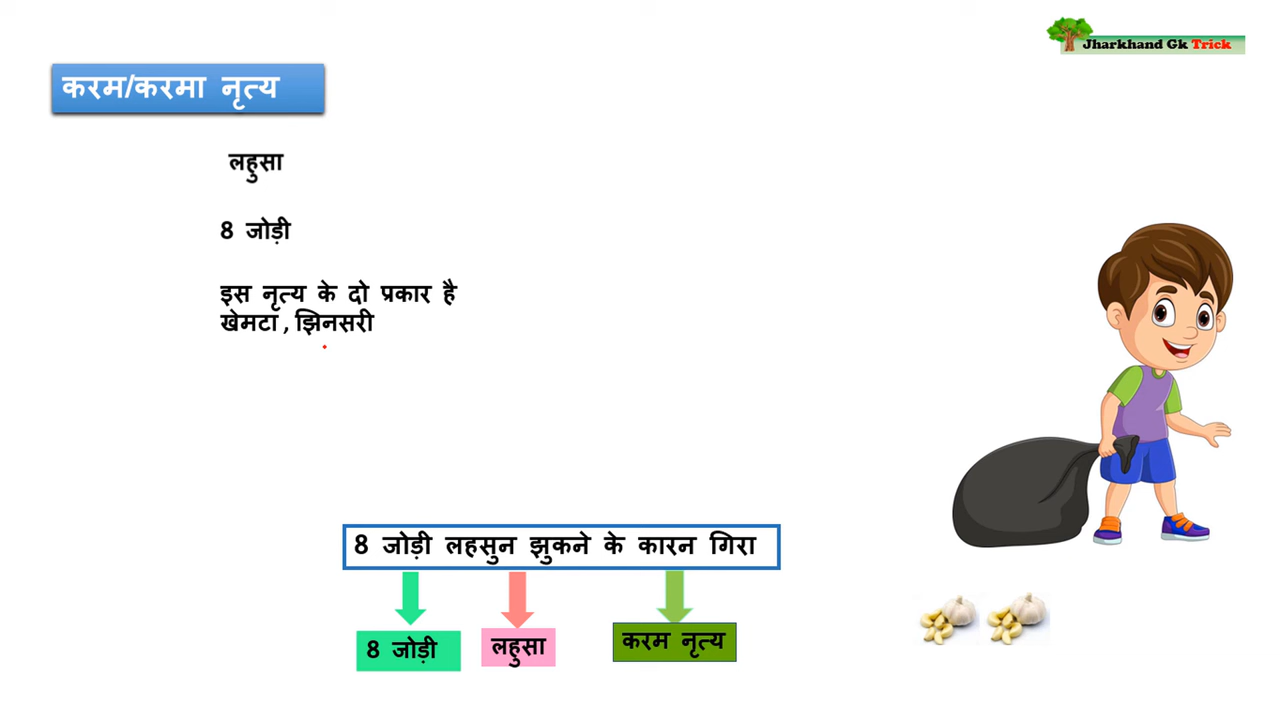 Jharkhand Gk Trick
करम/करमा नृत्य
लहुसा
8 जोड़ी
इस नृत्य के दो प्रकार है
खेमटा , झिनसरी
8 जोड़ी लहसुन झुकने के कारन गिरा
8 जोड़ी
लहुसा
करम नृत्य